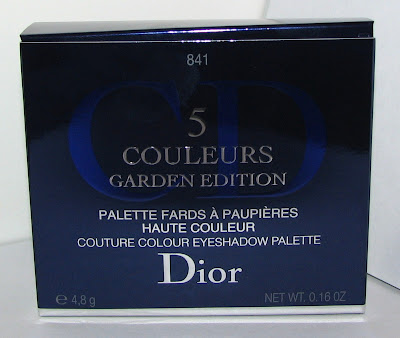 841
CD
5
COULEURS
GARDEN EDITION
PALETTE FARDS À PAUPIÈRES
HAUTE COULEUR
COUTURE COLOUR EYESHADOW PALETTE
Dior
℮ 4,8 g NET WT. 0.16 OZ